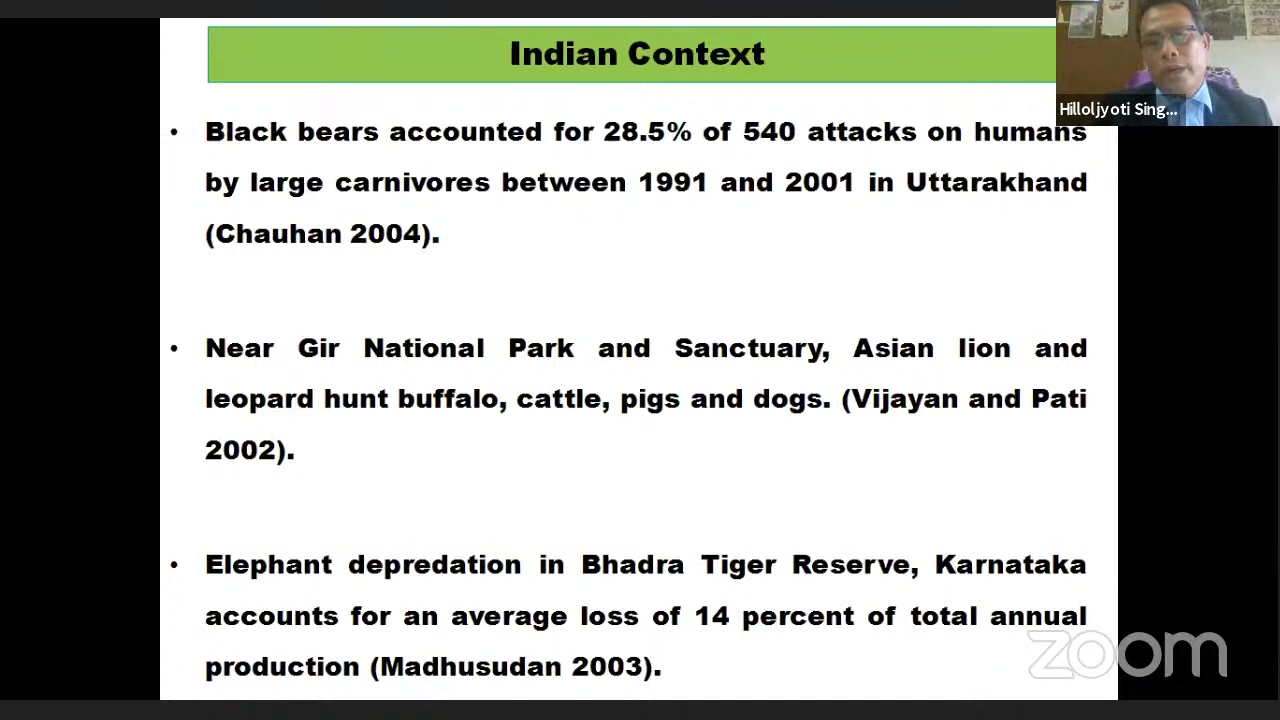 Indian Context
Hilloljyoti Sing...
• Black bears accounted for 28.5% of 540 attacks on humans
by large carnivores between 1991 and 2001 in Uttarakhand
(Chauhan 2004).
• Near Gir National Park and Sanctuary, Asian lion and
leopard hunt buffalo, cattle, pigs and dogs. (Vijayan and Pati
2002).
• Elephant depredation in Bhadra Tiger Reserve, Karnataka
accounts for an average loss of 14 percent of total annual
production (Madhusudan 2003).
zoom